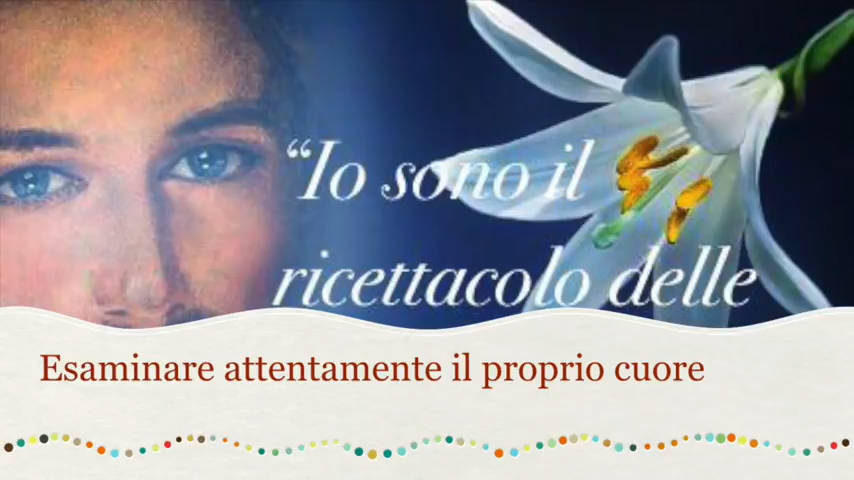 “Io sono il
ricettacolo delle
Esaminare attentamente il proprio cuore